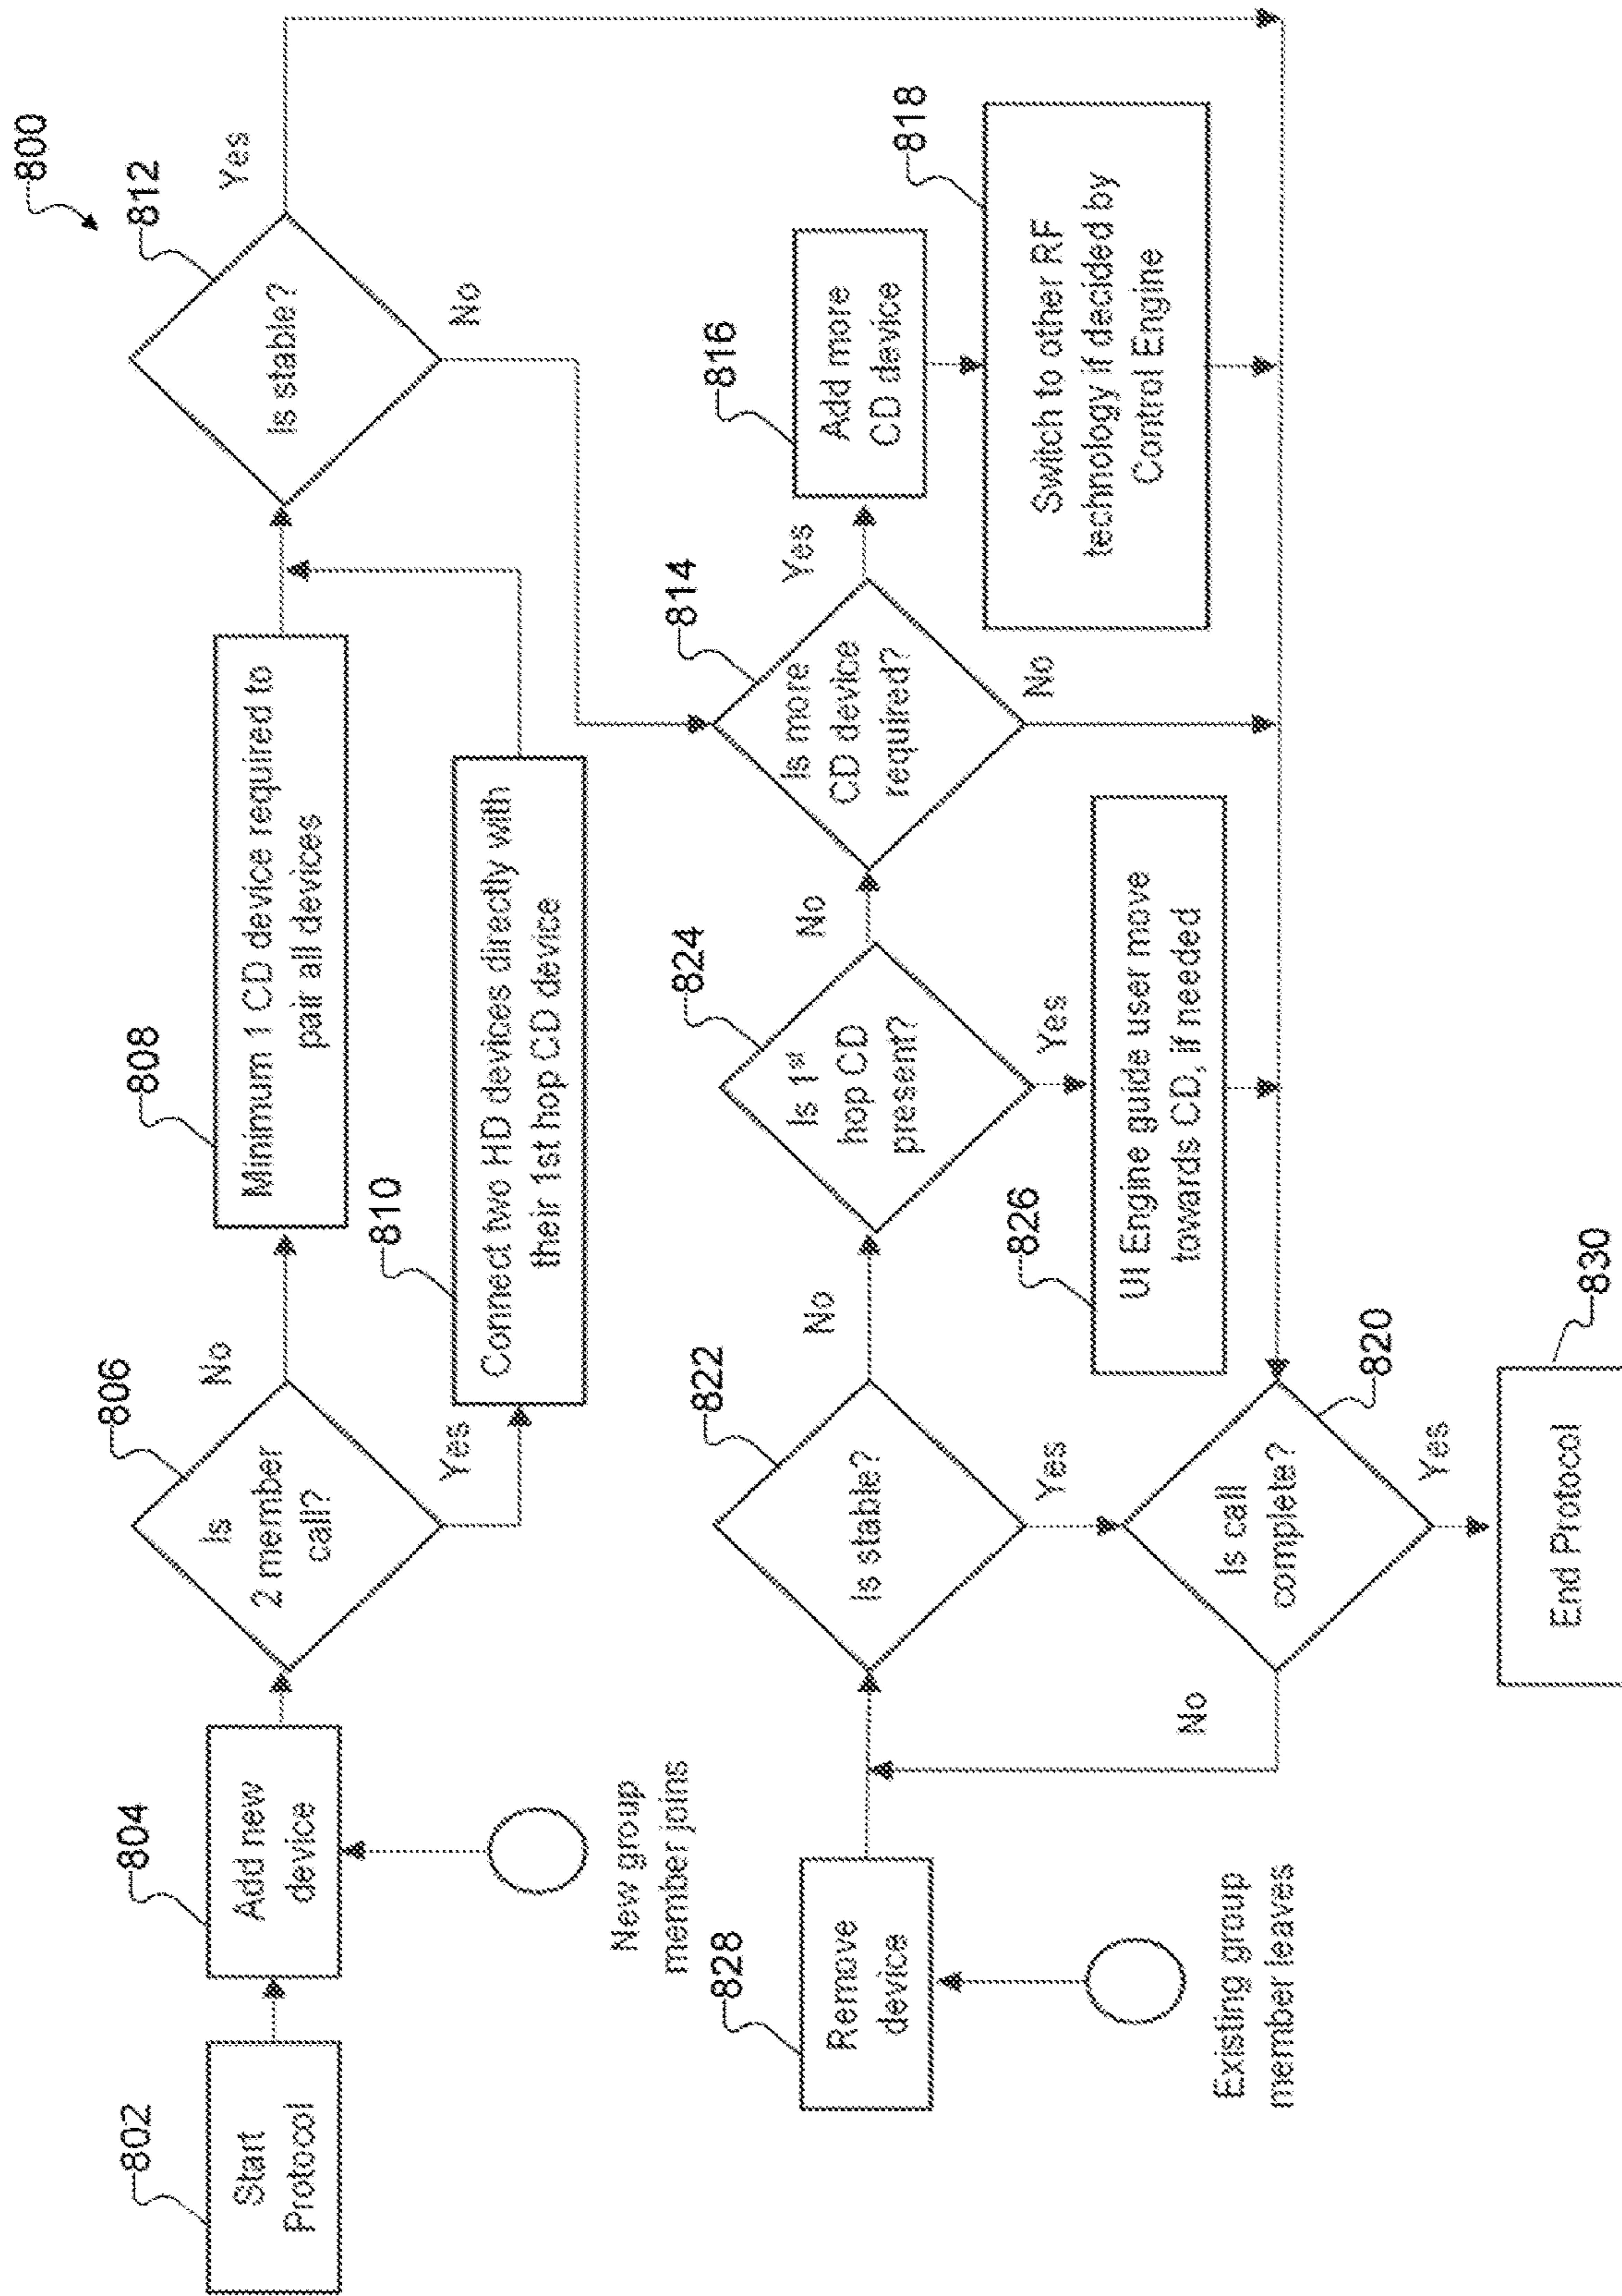 800
802
Start
Protocol
804
Add new
device
New group
member joins
806
Is
2 member
call?
No
Yes
808
Minimum 1 CD device required to
pair all devices
810
Connect two HD devices directly with
their 1st hop CD device
812
Is stable?
Yes
No
828
Remove
device
Existing group
member leaves
822
Is stable?
No
Yes
824
Is 1st
hop CD
present?
No
Yes
814
Is more
CD device
required?
Yes
No
816
Add more
CD device
818
Switch to other RF
technology if decided by
Control Engine
826
UI Engine guide user move
towards CD, if needed
820
Is call
complete?
No
Yes
830
End Protocol